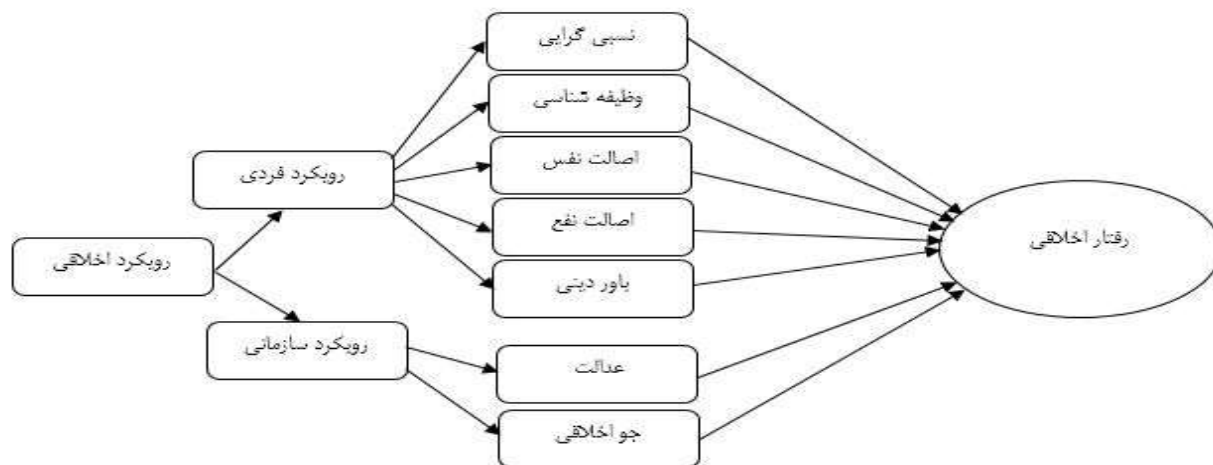 نسبی گرایی
وظیفه شناسی
اصالت نفس
رویکرد فردی
اصالت نفع
رفتار اخلاقی
رویکرد اخلاقی
باور دینی
رویکرد سازمانی
عدالت
جو اخلاقی